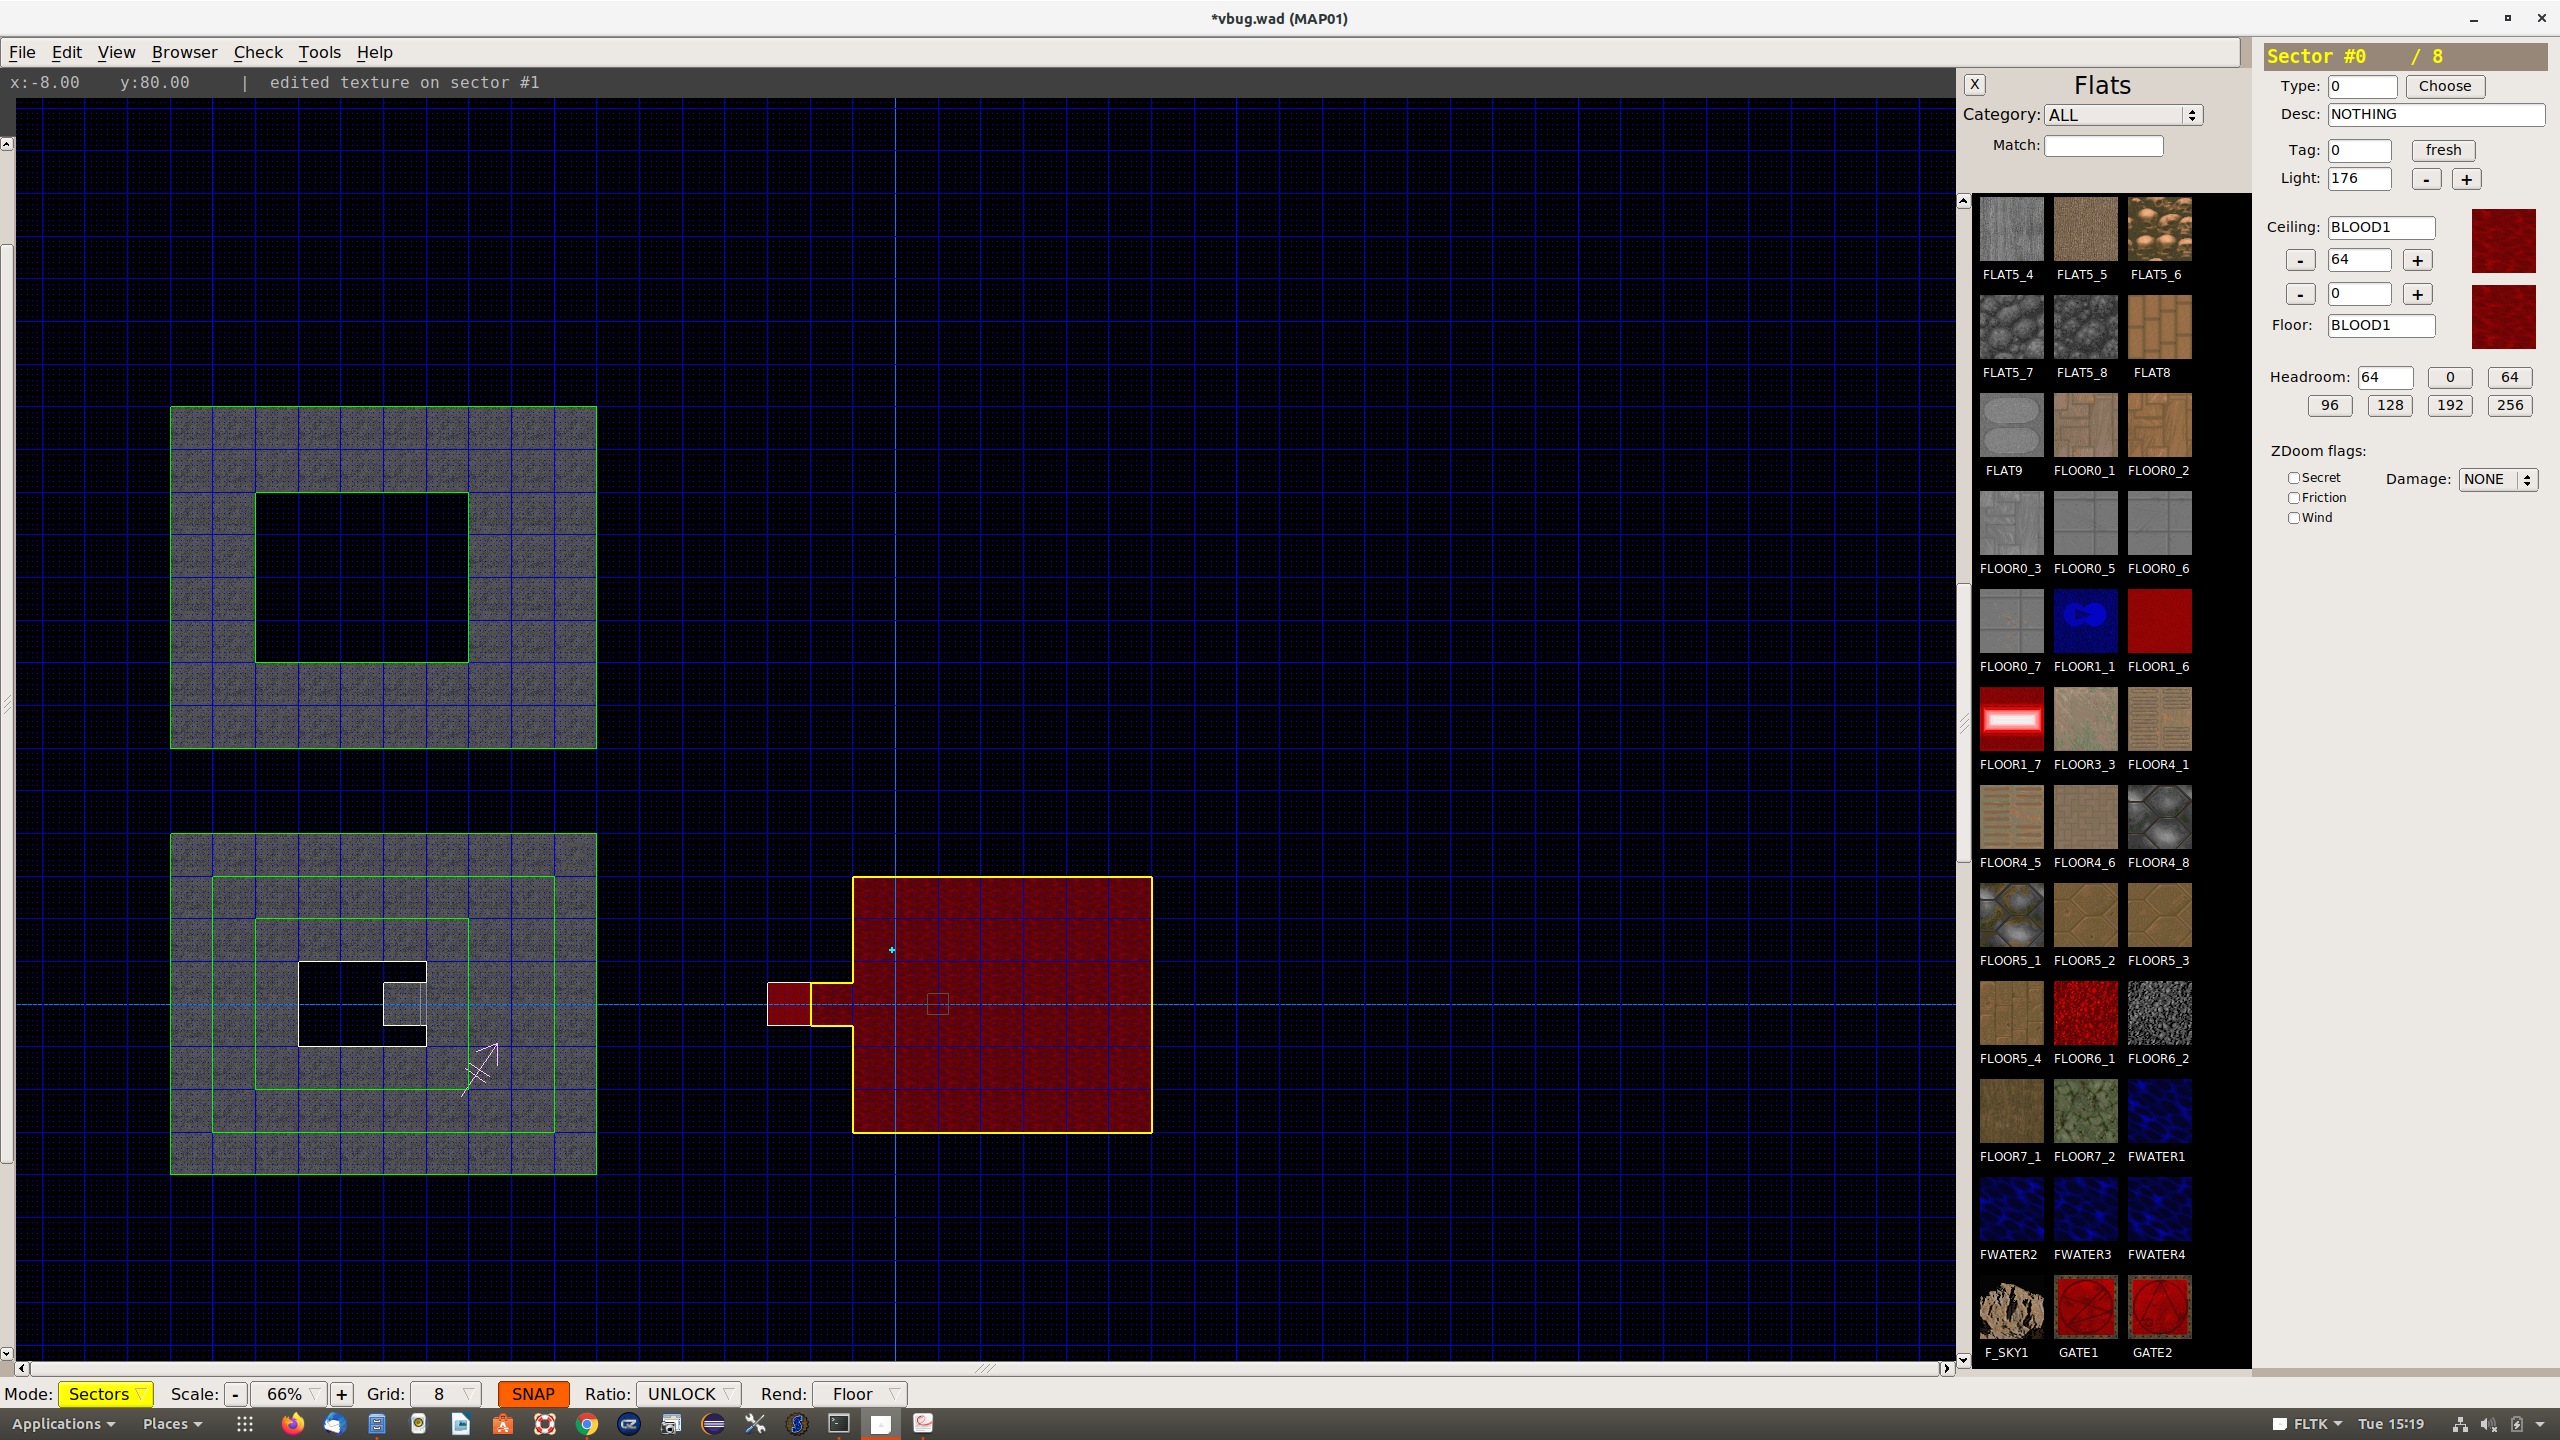 *vbug.wad (MAP01)
File Edit View Browser Check Tools Help
x:-8.00 y:80.00 | edited texture on sector #1
X Flats
Category: ALL
Match:
FLAT5_4 FLAT5_5 FLAT5_6
FLAT5_7 FLAT5_8 FLAT8
FLAT9 FLOOR0_1 FLOOR0_2
FLOOR0_3 FLOOR0_5 FLOOR0_6
FLOOR0_7 FLOOR1_1 FLOOR1_6
FLOOR1_7 FLOOR3_3 FLOOR4_1
FLOOR4_5 FLOOR4_6 FLOOR4_8
FLOOR5_1 FLOOR5_2 FLOOR5_3
FLOOR5_4 FLOOR6_1 FLOOR6_2
FLOOR7_1 FLOOR7_2 FWATER1
FWATER2 FWATER3 FWATER4
F_SKY1 GATE1 GATE2
Sector #0 / 8
Type: 0 Choose
Desc: NOTHING
Tag: 0 fresh
Light: 176 - +
Ceiling: BLOOD1
- 64 +
- 0 +
Floor: BLOOD1
Headroom: 64 0 64
96 128 192 256
ZDoom flags:
Secret Damage: NONE
Friction
Wind
Mode: Sectors Scale: - 66% + Grid: 8 SNAP Ratio: UNLOCK Rend: Floor
Applications Places FLTK Tue 15:19